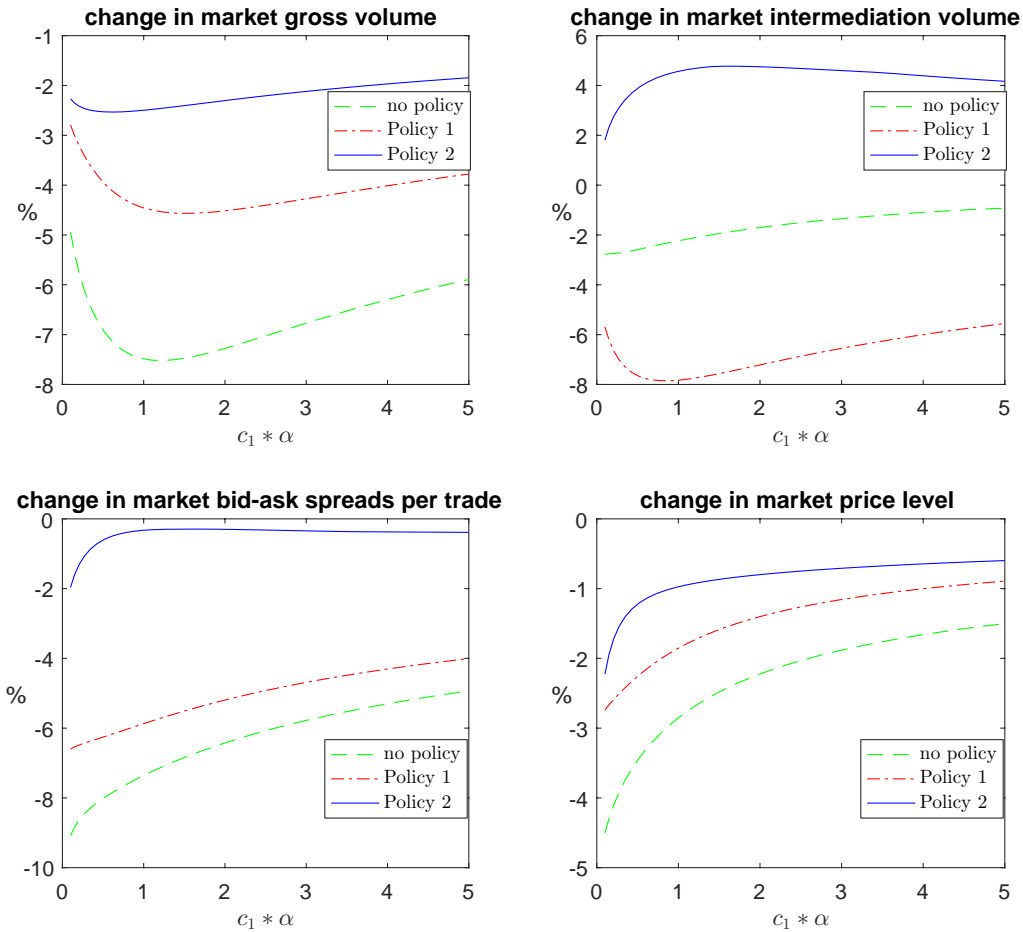 change in market gross volume
-1
-2
-3
-4
-5
-6
-7
-8
%
0 1 2 3 4 5
c₁ * α
no policy
Policy 1
Policy 2
change in market intermediation volume
6
4
2
0
-2
-4
-6
-8
%
0 1 2 3 4 5
c₁ * α
no policy
Policy 1
Policy 2
change in market bid-ask spreads per trade
0
-2
-4
-6
-8
-10
%
0 1 2 3 4 5
c₁ * α
no policy
Policy 1
Policy 2
change in market price level
0
-1
-2
-3
-4
-5
%
0 1 2 3 4 5
c₁ * α
no policy
Policy 1
Policy 2